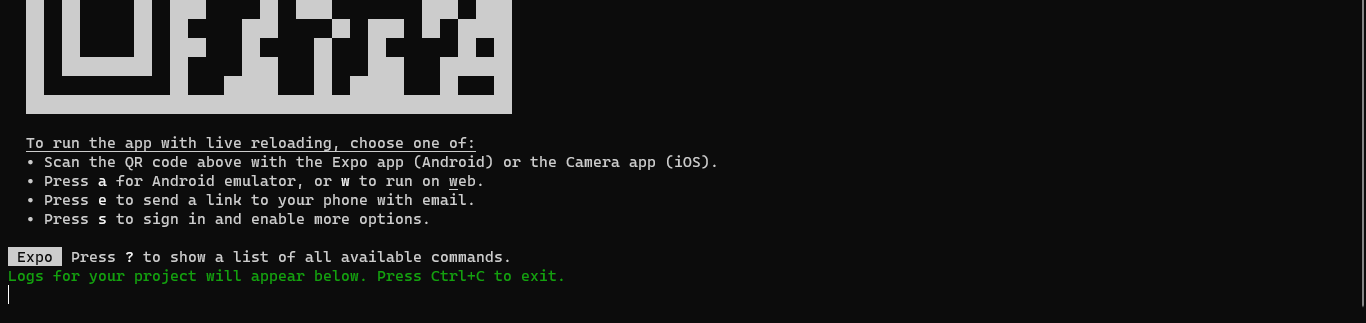 To run the app with live reloading, choose one of:
• Scan the QR code above with the Expo app (Android) or the Camera app (iOS).
• Press a for Android emulator, or w to run on web.
• Press e to send a link to your phone with email.
• Press s to sign in and enable more options.
Expo Press ? to show a list of all available commands.
Logs for your project will appear below. Press Ctrl+C to exit.